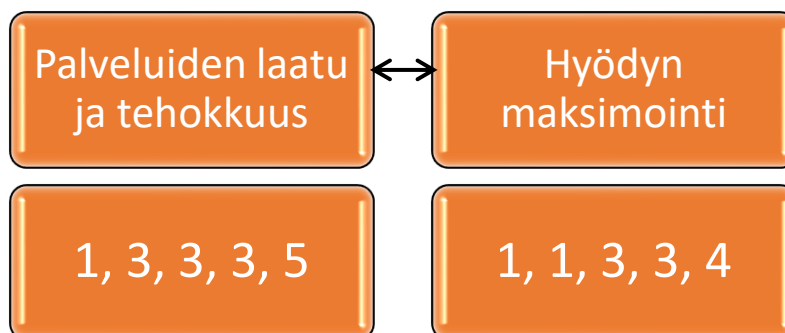 Palveluiden laatu
ja tehokkuus
Hyödyn
maksimointi
1, 3, 3, 3, 5
1, 1, 3, 3, 4